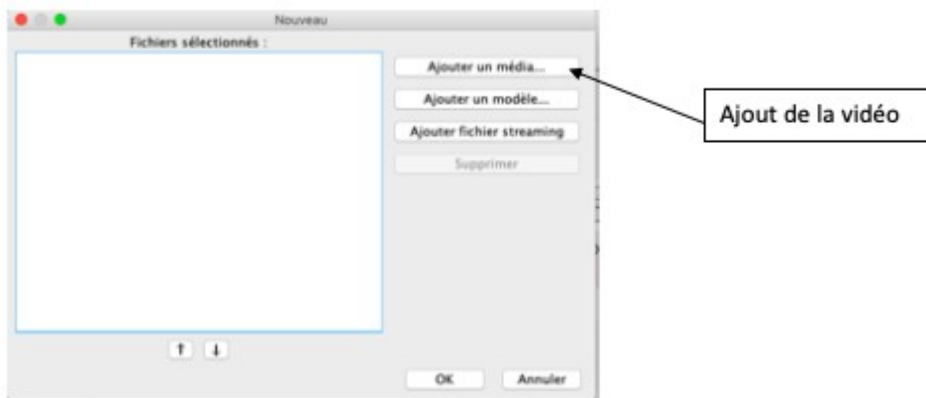 Nouveau
Fichiers sélectionnés :
Ajouter un média...
Ajouter un modèle...
Ajouter fichier streaming
Supprimer
Ajout de la vidéo
OK
Annuler